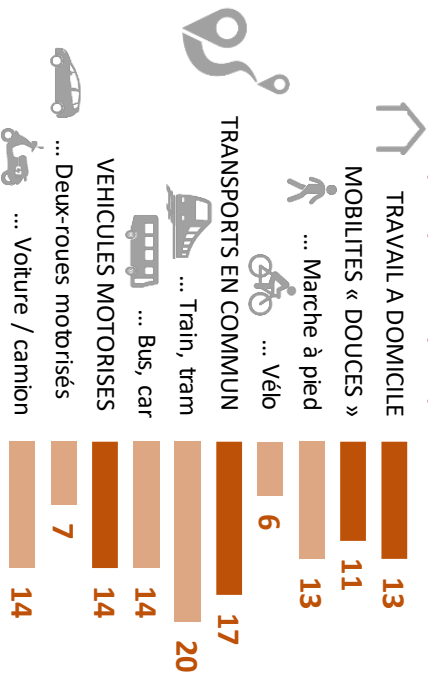 TRAVAIL A DOMICILE 13
MOBILITES « DOUCES » 11
... Marche à pied 13
... Vélo 6
TRANSPORTS EN COMMUN 17
... Train, tram 20
... Bus, car 14
VEHICULES MOTORISES 14
... Deux-roues motorisés 7
... Voiture / camion 14